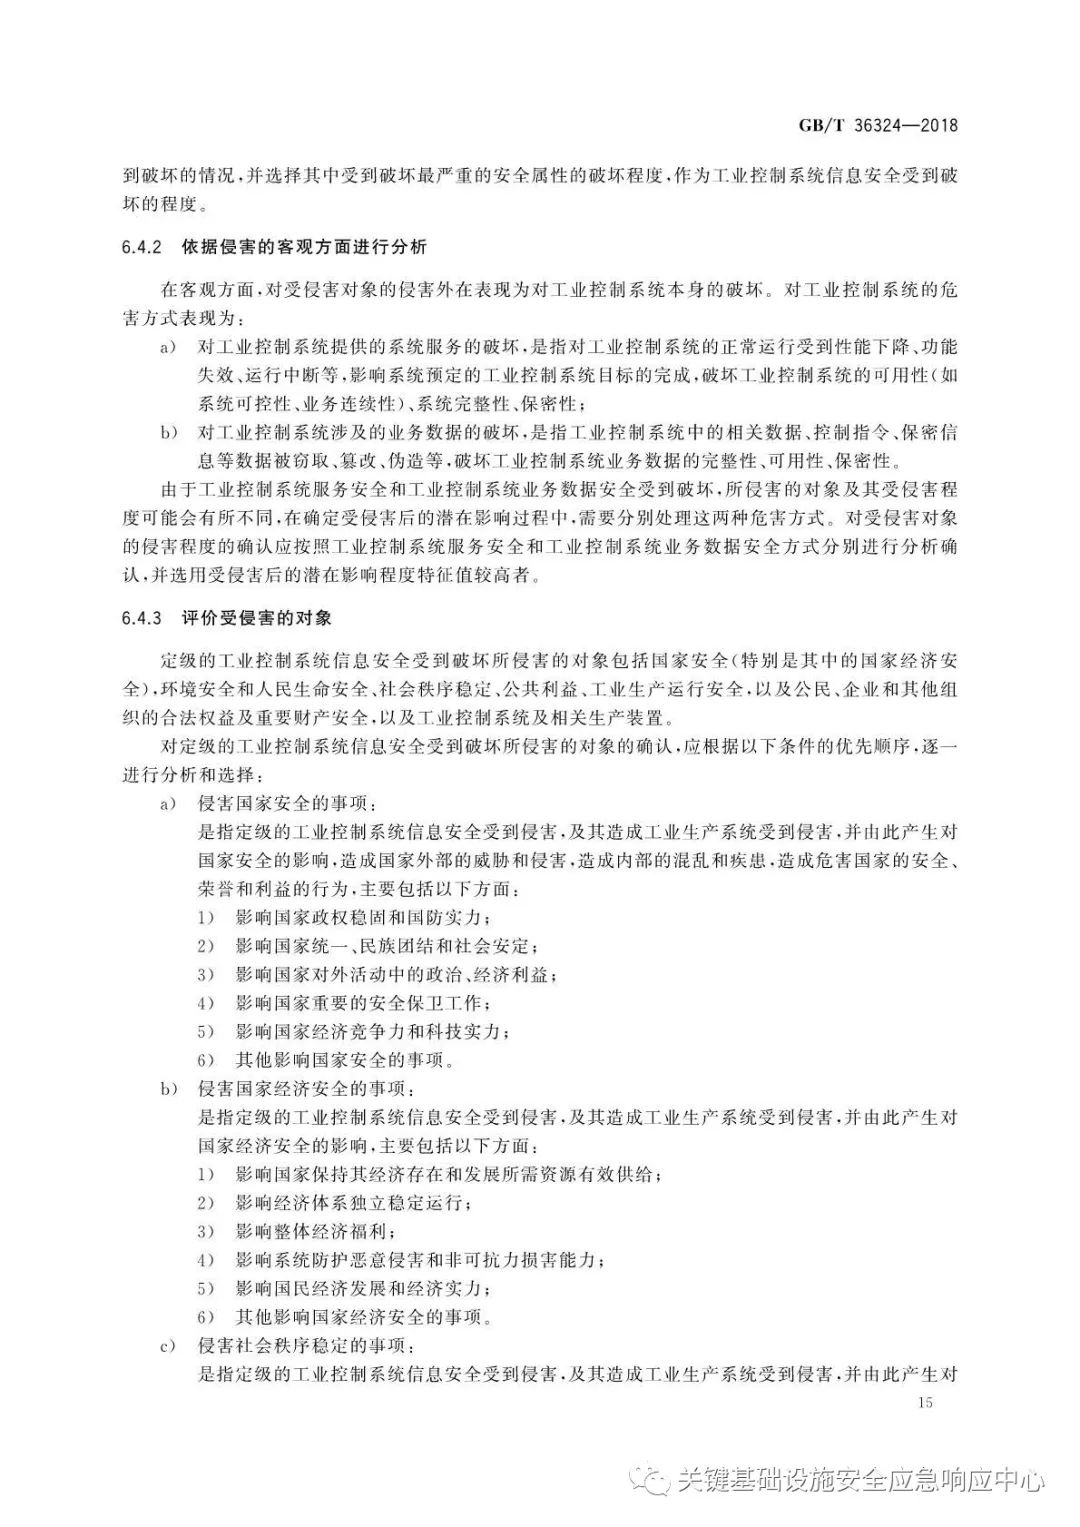 GB/T 36324—2018
到破坏的情况,并选择其中受到破坏最严重的安全属性的破坏程度,作为工业控制系统信息安全受到破
坏的程度。
6.4.2 依据侵害的客观方面进行分析
在客观方面,对受侵害对象的侵害外在表现为对工业控制系统本身的破坏。对工业控制系统的危
害方式表现为:
a) 对工业控制系统提供的系统服务的破坏,是指对工业控制系统的正常运行受到性能下降、功能
失效、运行中断等,影响系统预定的工业控制系统目标的完成,破坏工业控制系统的可用性(如
系统可控性、业务连续性)、系统完整性、保密性;
b) 对工业控制系统涉及的业务数据的破坏,是指工业控制系统中的相关数据、控制指令、保密信
息等数据被窃取、篡改、伪造等,破坏工业控制系统业务数据的完整性、可用性、保密性。
由于工业控制系统服务安全和工业控制系统业务数据安全受到破坏,所侵害的对象及其受侵害程
度可能会有所不同,在确定受侵害后的潜在影响过程中,需要分别处理这两种危害方式。对受侵害对象
的侵害程度的确认应按照工业控制系统服务安全和工业控制系统业务数据安全方式分别进行分析确
认,并选用受侵害后的潜在影响程度特征值较高者。
6.4.3 评价受侵害的对象
定级的工业控制系统信息安全受到破坏所侵害的对象包括国家安全(特别是其中的国家经济安
全),环境安全和人民生命安全、社会秩序稳定、公共利益、工业生产运行安全,以及公民、企业和其他组
织的合法权益及重要财产安全,以及工业控制系统及相关生产装置。
对定级的工业控制系统信息安全受到破坏所侵害的对象的确认,应根据以下条件的优先顺序,逐一
进行分析和选择:
a) 侵害国家安全的事项:
是指定级的工业控制系统信息安全受到侵害,及其造成工业生产系统受到侵害,并由此产生对
国家安全的影响,造成国家外部的威胁和侵害,造成内部的混乱和疾患,造成危害国家的安全、
荣誉和利益的行为,主要包括以下方面:
1) 影响国家政权稳固和国防实力;
2) 影响国家统一、民族团结和社会安定;
3) 影响国家对外活动中的政治、经济利益;
4) 影响国家重要的安全保卫工作;
5) 影响国家经济竞争力和科技实力;
6) 其他影响国家安全的事项。
b) 侵害国家经济安全的事项:
是指定级的工业控制系统信息安全受到侵害,及其造成工业生产系统受到侵害,并由此产生对
国家经济安全的影响,主要包括以下方面:
1) 影响国家保持其经济存在和发展所需资源有效供给;
2) 影响经济体系独立稳定运行;
3) 影响整体经济福利;
4) 影响系统防护恶意侵害和非可抗力损害能力;
5) 影响国民经济发展和经济实力;
6) 其他影响国家经济安全的事项。
c) 侵害社会秩序稳定的事项:
是指定级的工业控制系统信息安全受到侵害,及其造成工业生产系统受到侵害,并由此产生对
15
关键基础设施安全应急响应中心